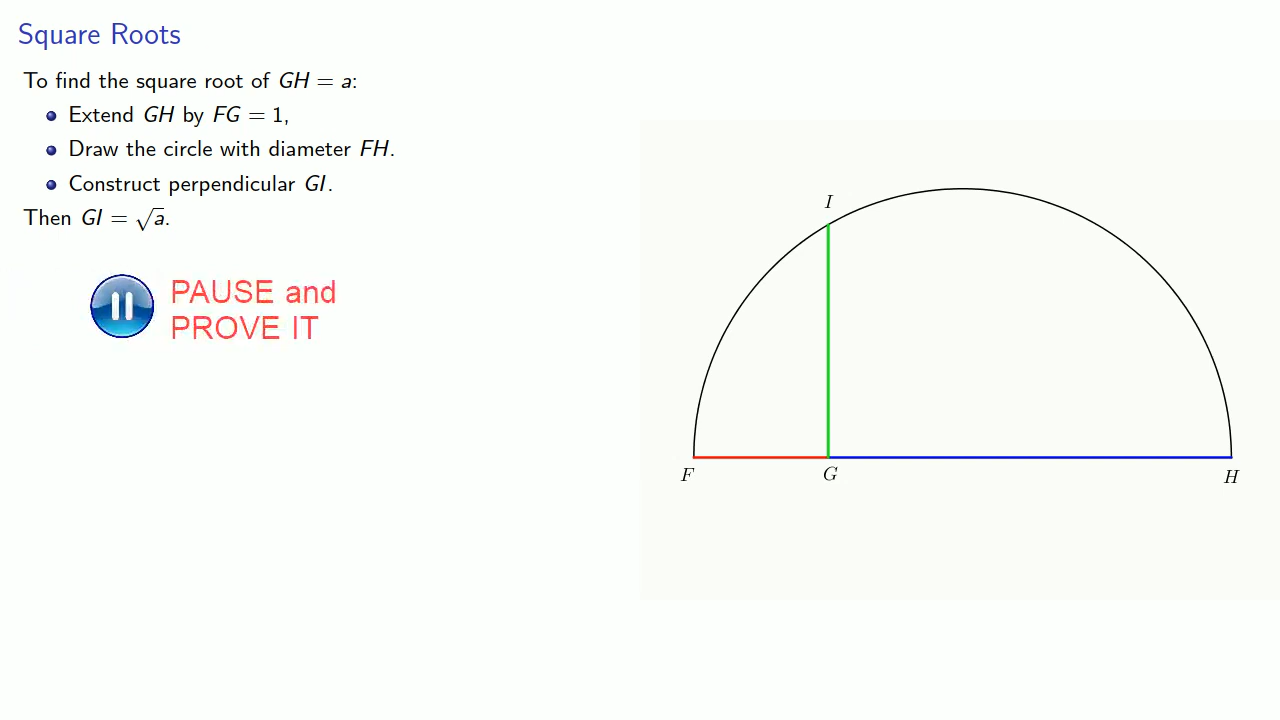 Square Roots
To find the square root of GH = a:
Extend GH by FG = 1,
Draw the circle with diameter FH.
Construct perpendicular GI.
Then GI = √a.
PAUSE and
PROVE IT
I
F
G
H